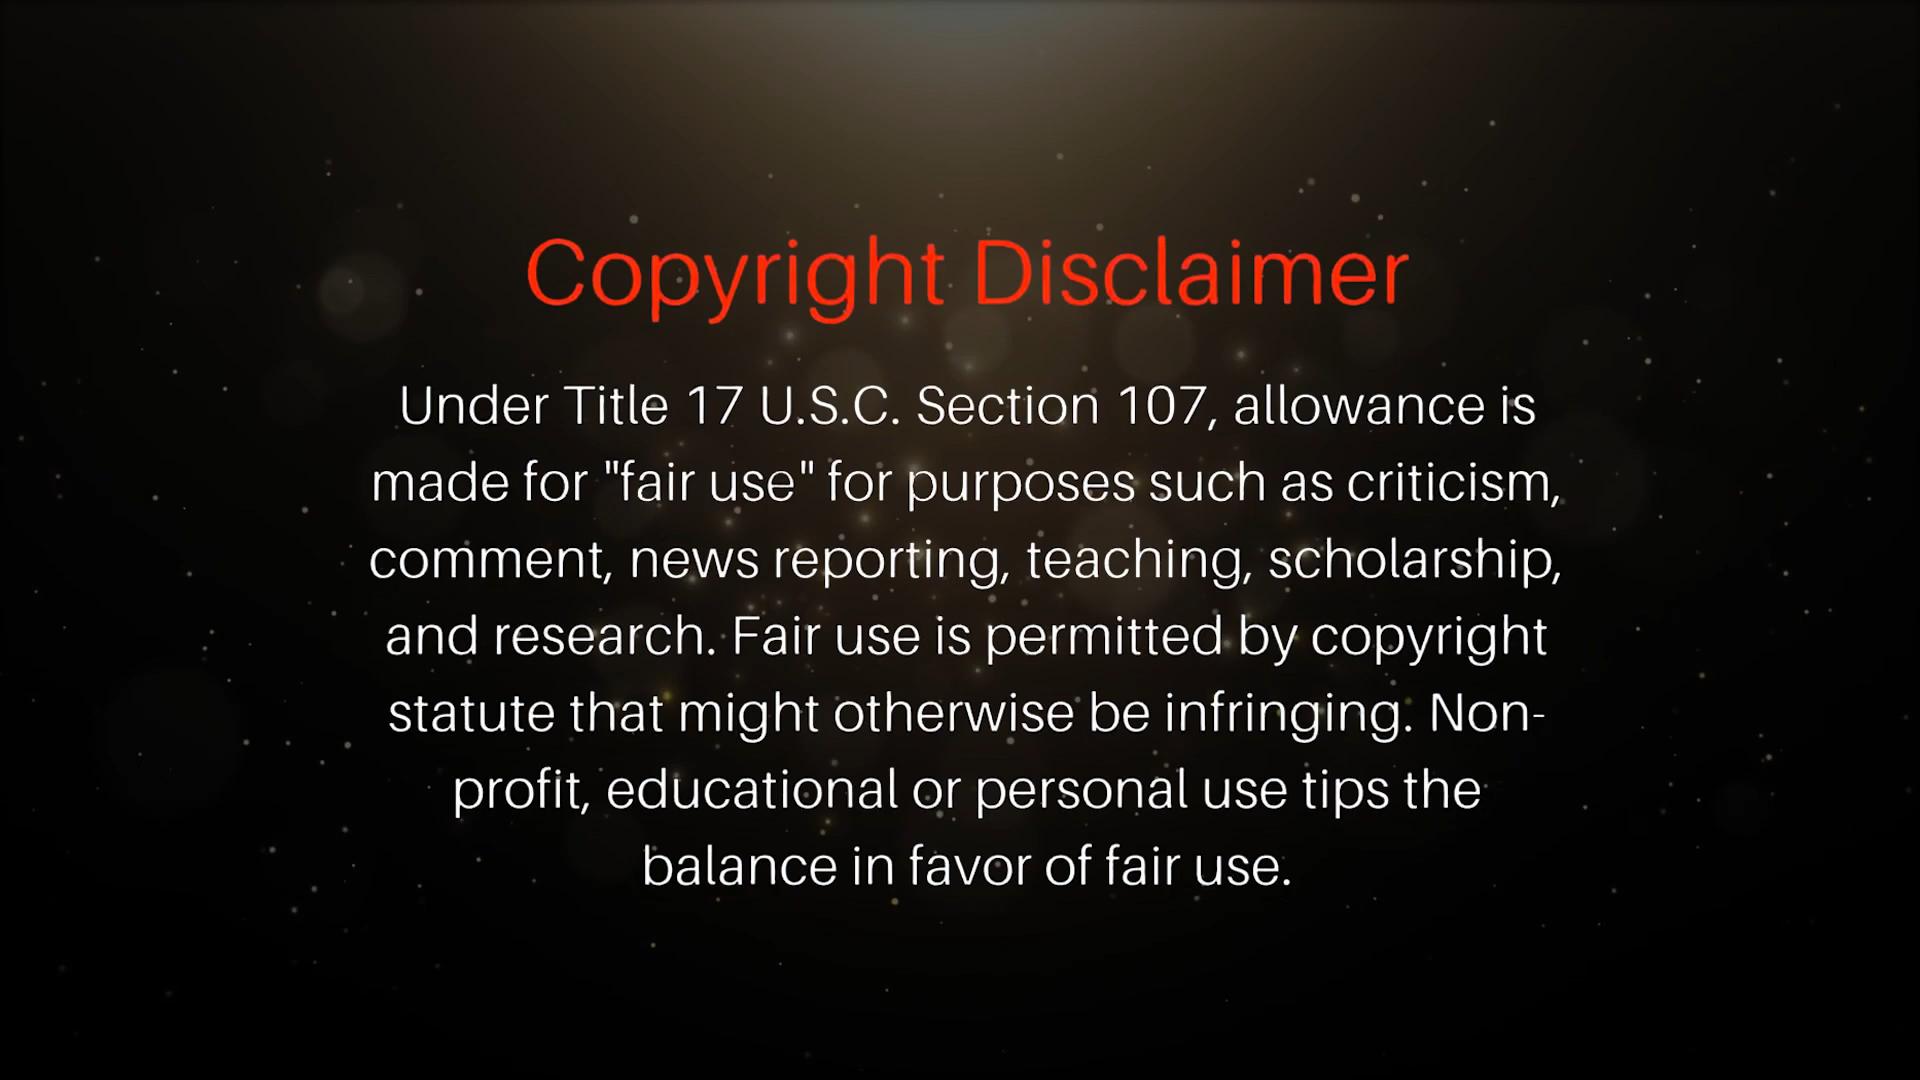 Copyright Disclaimer
Under Title 17 U.S.C. Section 107, allowance is
made for "fair use" for purposes such as criticism,
comment, news reporting, teaching, scholarship,
and research. Fair use is permitted by copyright
statute that might otherwise be infringing. Non-
profit, educational or personal use tips the
balance in favor of fair use.